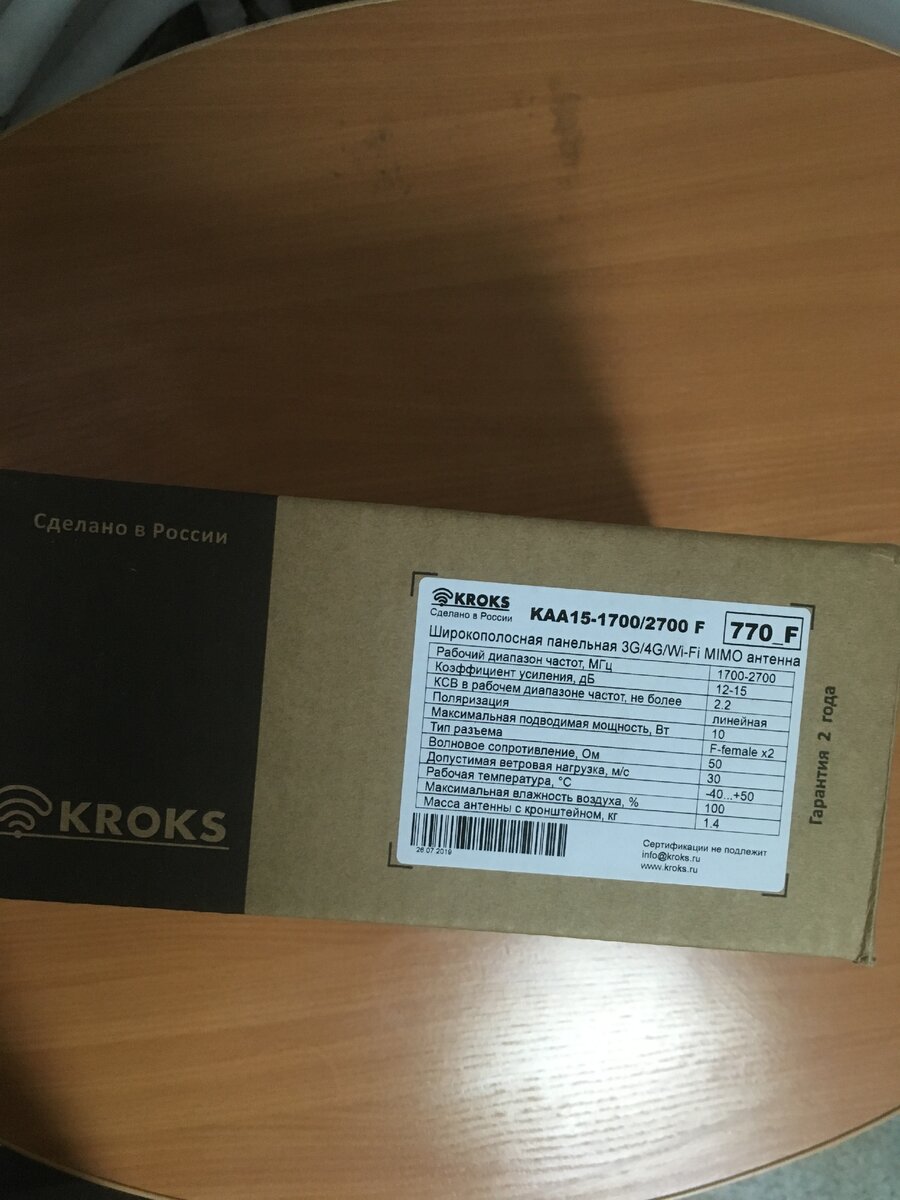 Сделано в России
KROKS
KROKS
Сделано в России
KAA15-1700/2700 F
770_F
Широкополосная панельная 3G/4G/Wi-Fi MIMO антенна
Рабочий диапазон частот, МГц 1700-2700
Коэффициент усиления, дБ 12-15
КСВ в рабочем диапазоне частот, не более 2.2
Поляризация линейная
Максимальная подводимая мощность, Вт 10
Тип разъема F-female x2
Волновое сопротивление, Ом 50
Допустимая ветровая нагрузка, м/с 30
Рабочая температура, °C -40...+50
Максимальная влажность воздуха, % 100
Масса антенны с кронштейном, кг 1.4
26.07.2019
Сертификации не подлежит
info@kroks.ru
www.kroks.ru
Гарантия 2 года